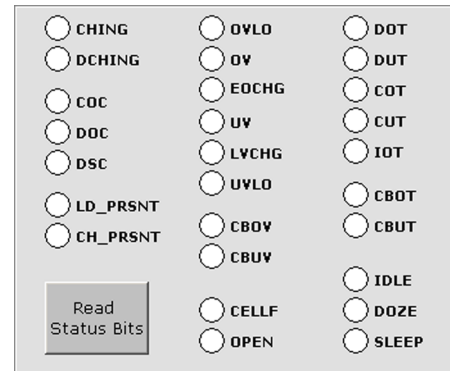 CHING
DCHING
COC
DOC
DSC
LD_PRSNT
CH_PRSNT
Read
Status Bits
OVLO
OV
EOCHG
UV
LVCHG
UVLO
CBOV
CBUV
CELLF
OPEN
DOT
DUT
COT
CUT
IOT
CBOT
CBUT
IDLE
DOZE
SLEEP